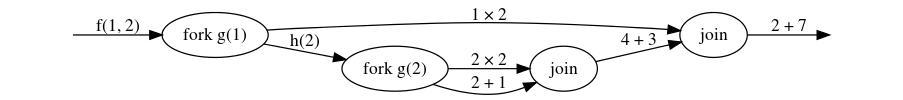 f(1, 2)
fork g(1)
1 × 2
h(2)
fork g(2)
2 × 2
2 + 1
join
4 + 3
join
2 + 7